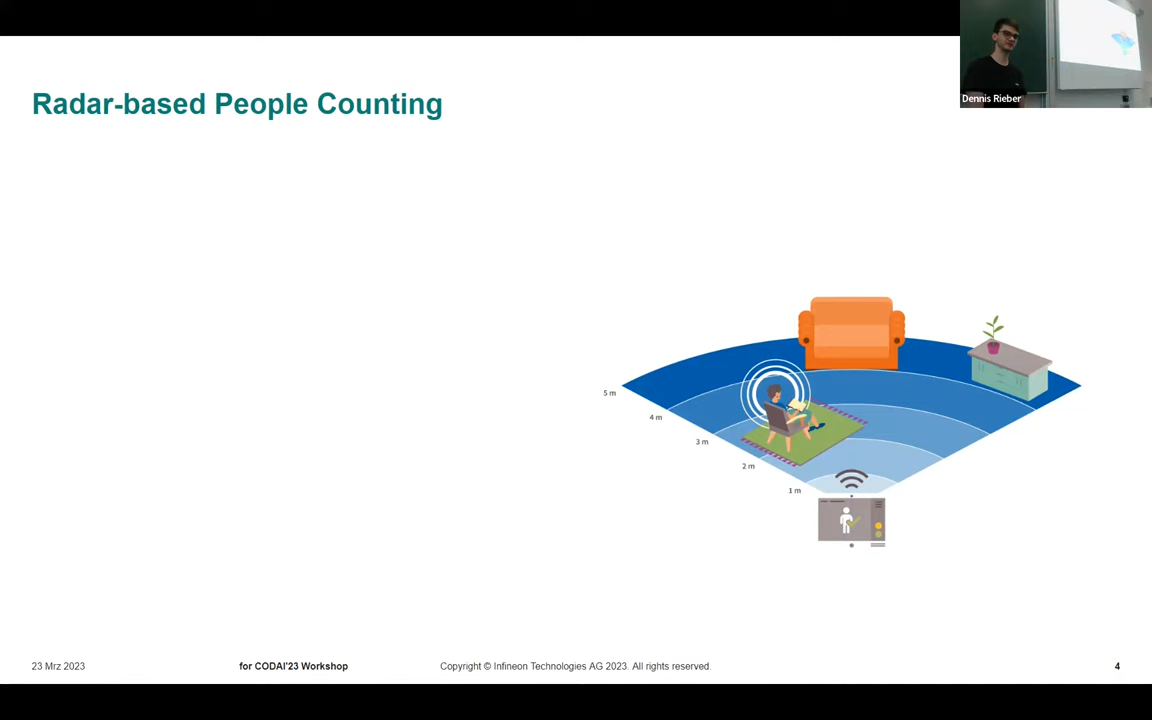 Dennis Rieber
Radar-based People Counting
5 m
4 m
3 m
2 m
1 m
23 Mrz 2023
for CODAI'23 Workshop
Copyright © Infineon Technologies AG 2023. All rights reserved.
4